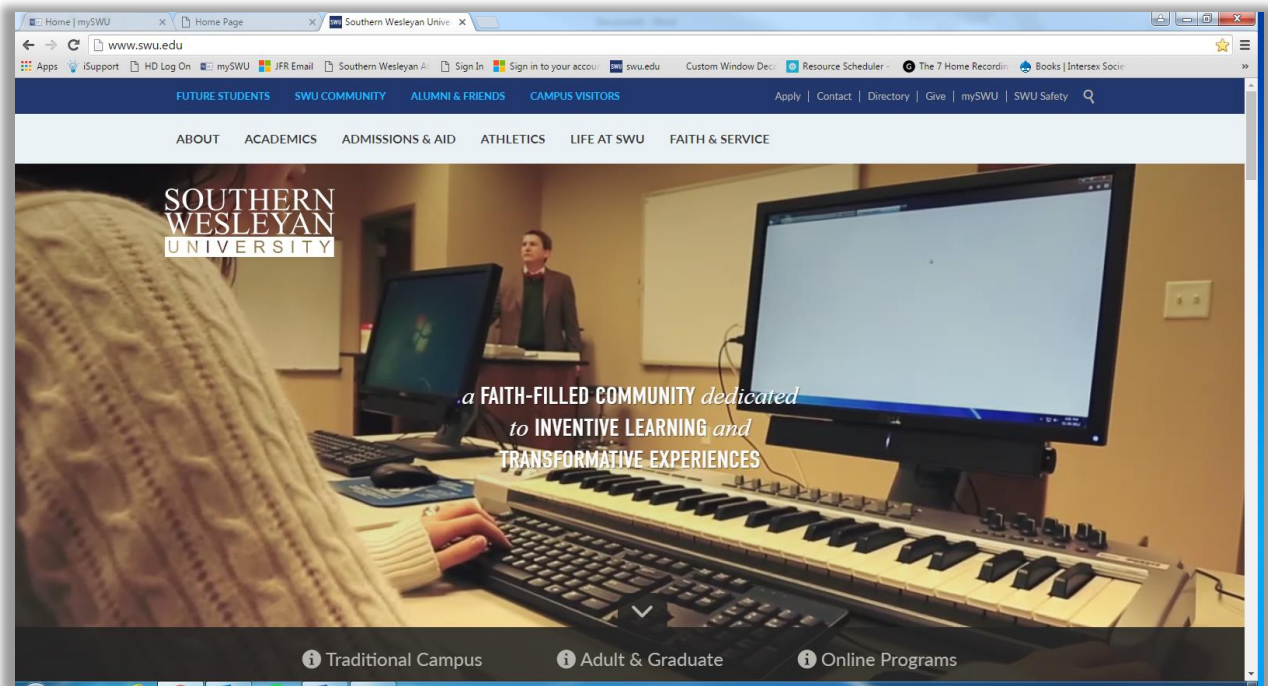 Home | mySWU
Home Page
SWU Southern Wesleyan Unive
www.swu.edu
Apps iSupport HD Log On mySWU JFR Email Southern Wesleyan A Sign In Sign in to your accou SWU swu.edu Custom Window Deco Resource Scheduler - The 7 Home Recordin Books | Intersex Socie »
FUTURE STUDENTS SWU COMMUNITY ALUMNI & FRIENDS CAMPUS VISITORS Apply | Contact | Directory | Give | mySWU | SWU Safety
ABOUT ACADEMICS ADMISSIONS & AID ATHLETICS LIFE AT SWU FAITH & SERVICE
SOUTHERN
WESLEYAN
UNIVERSITY
a FAITH-FILLED COMMUNITY dedicated
to INVENTIVE LEARNING and
TRANSFORMATIVE EXPERIENCES
Traditional Campus Adult & Graduate Online Programs